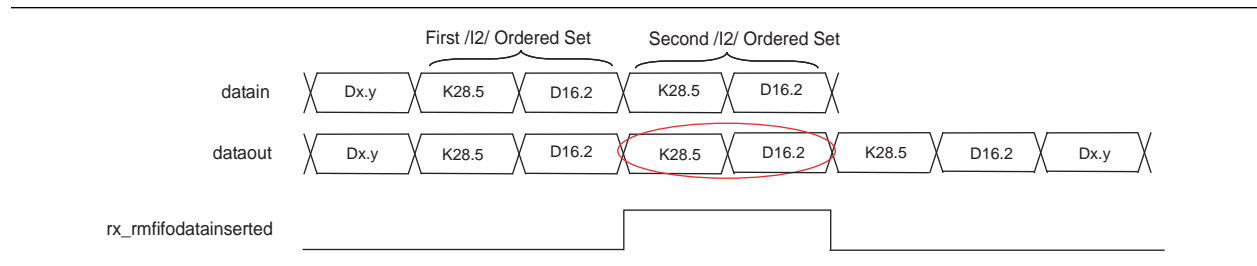 First /I2/ Ordered Set Second /I2/ Ordered Set
datain Dx.y K28.5 D16.2 K28.5 D16.2
dataout Dx.y K28.5 D16.2 K28.5 D16.2 K28.5 D16.2 Dx.y
rx_rmfifodatainserted